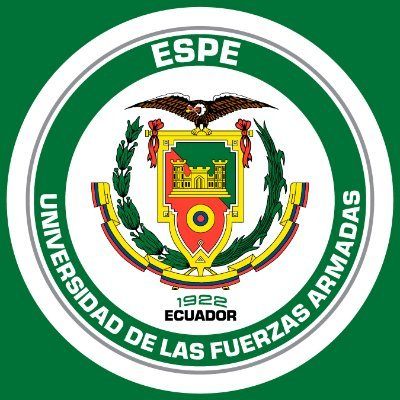 ESPE
1922
ECUADOR
UNIVERSIDAD DE LAS FUERZAS ARMADAS